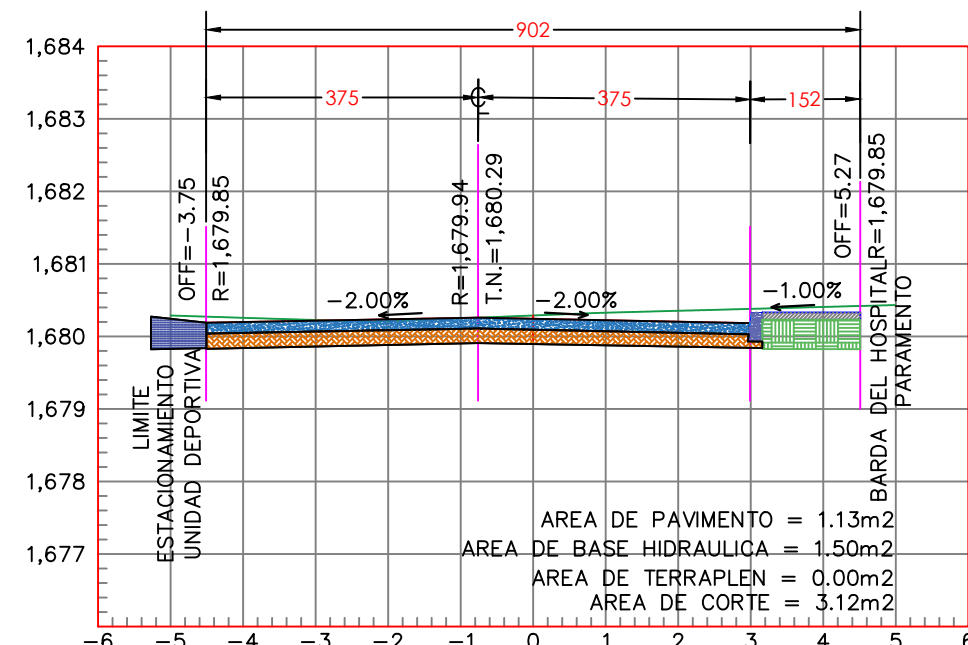 902
1,684
375
375
152
C
L
1,683
1,682
OFF=-3.75
R=1,679.85
R=1,679.94
T.N.=1,680.29
OFF=5.27
R=1,679.85
1,681
-2.00%
-2.00%
-1.00%
1,680
LIMITE
ESTACIONAMIENTO
UNIDAD DEPORTIVA
BARDA DEL HOSPITAL
PARAMENTO
1,679
1,678
AREA DE PAVIMENTO = 1.13m2
AREA DE BASE HIDRAULICA = 1.50m2
1,677
AREA DE TERRAPLEN = 0.00m2
AREA DE CORTE = 3.12m2
-6 -5 -4 -3 -2 -1 0 1 2 3 4 5 6